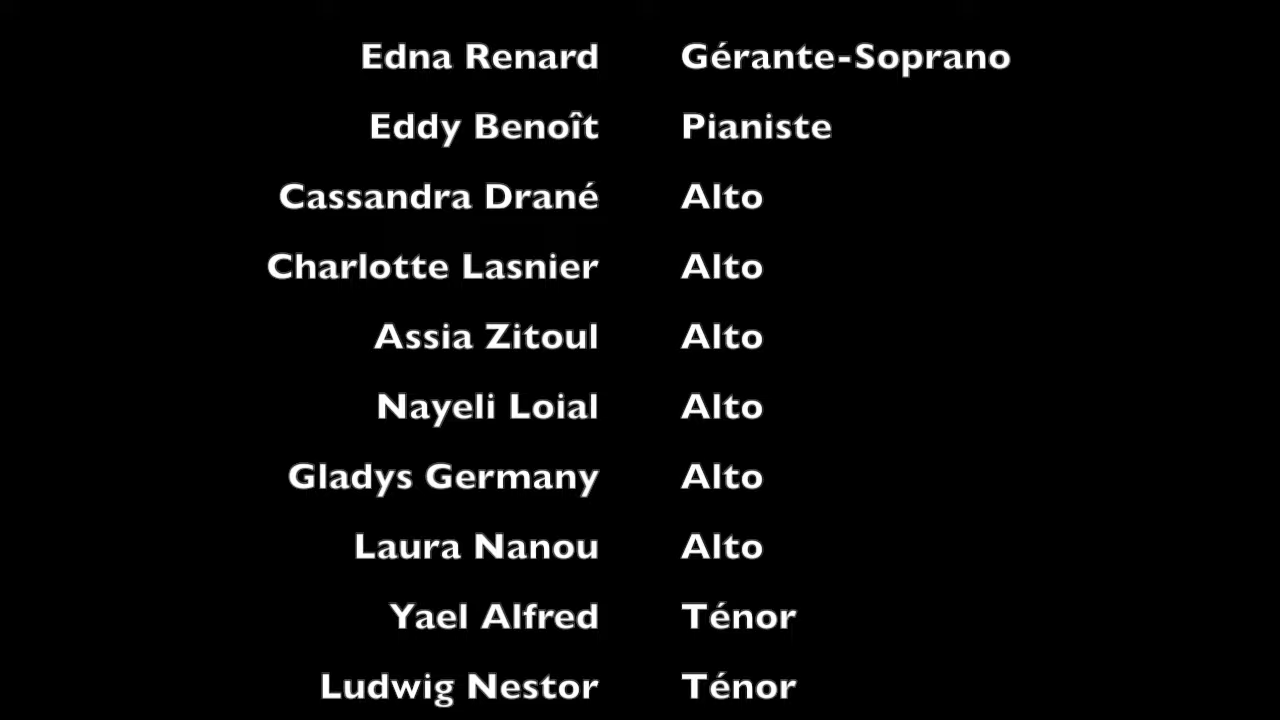 Edna Renard Gérante-Soprano
Eddy Benoît Pianiste
Cassandra Drané Alto
Charlotte Lasnier Alto
Assia Zitoul Alto
Nayeli Loial Alto
Gladys Germany Alto
Laura Nanou Alto
Yael Alfred Ténor
Ludwig Nestor Ténor